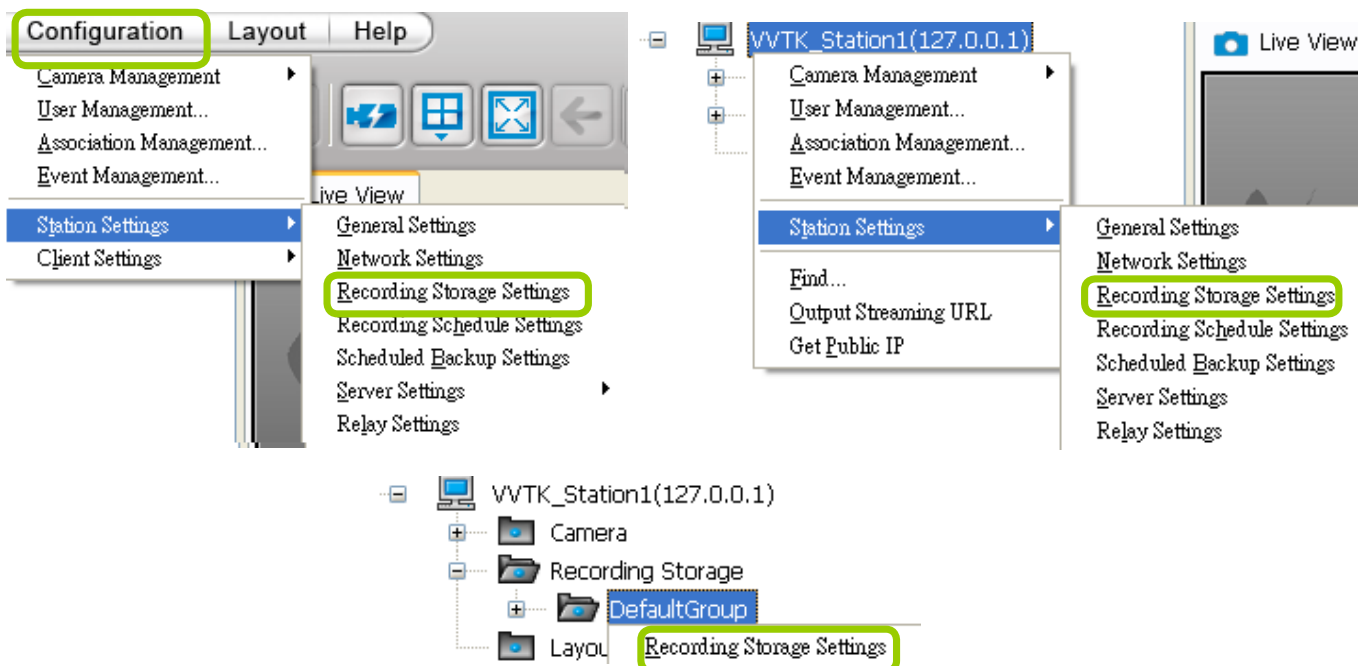 Configuration Layout Help
Camera Management
User Management...
Association Management...
Event Management...
Live View
Station Settings
Client Settings
General Settings
Network Settings
Recording Storage Settings
Recording Schedule Settings
Scheduled Backup Settings
Server Settings
Relay Settings
VVTK_Station1(127.0.0.1)
Live View
Camera Management
User Management...
Association Management...
Event Management...
Station Settings
Find...
Output Streaming URL
Get Public IP
General Settings
Network Settings
Recording Storage Settings
Recording Schedule Settings
Scheduled Backup Settings
Server Settings
Relay Settings
VVTK_Station1(127.0.0.1)
Camera
Recording Storage
DefaultGroup
Layou
Recording Storage Settings